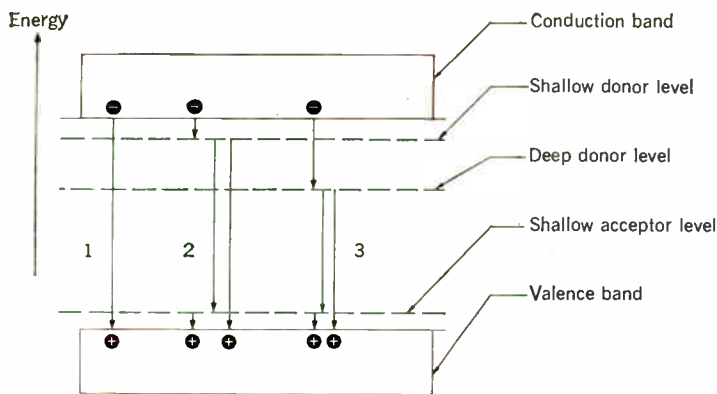 Energy
Conduction band
Shallow donor level
Deep donor level
1
2
3
Shallow acceptor level
Valence band